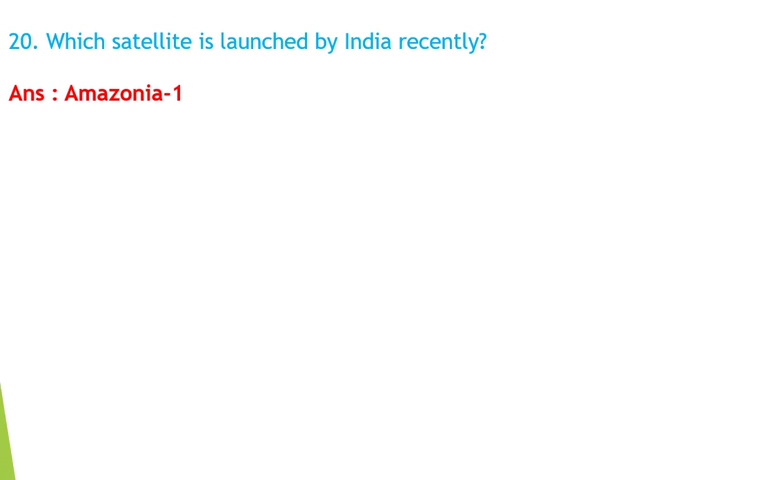 20. Which satellite is launched by India recently?
Ans : Amazonia-1